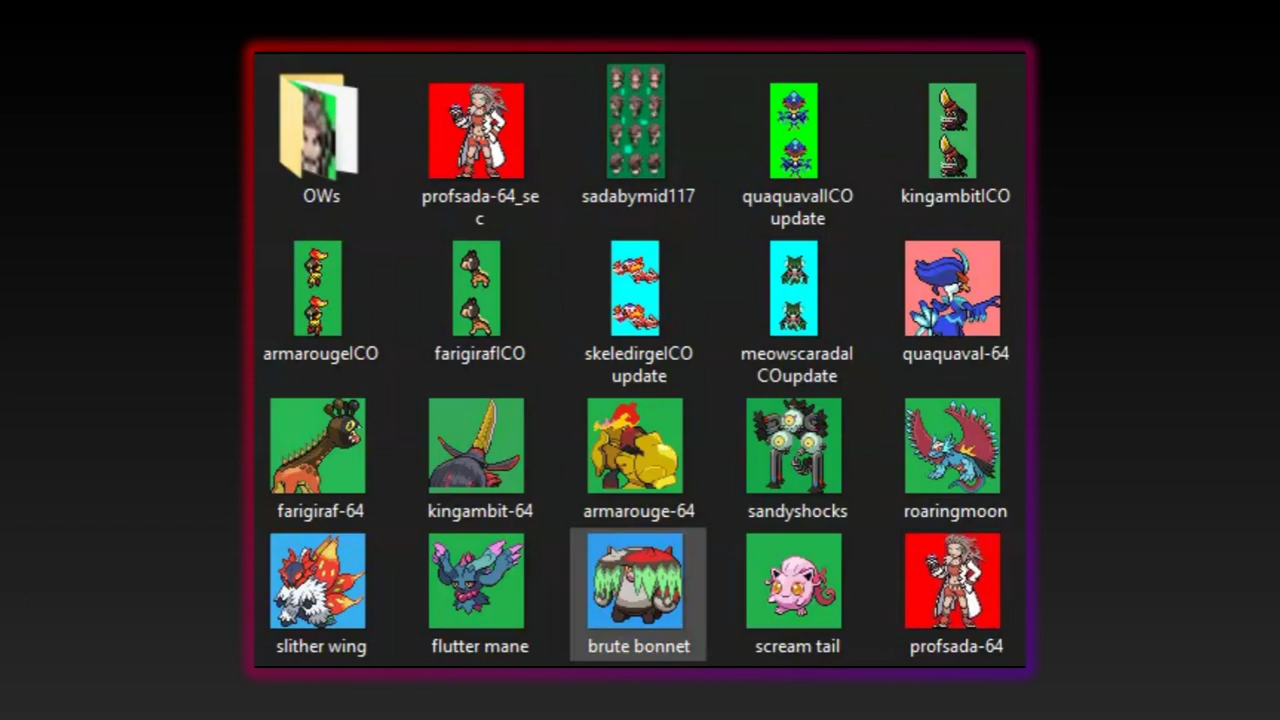 OWs
profsada-64_se
c
sadabymid117
quaquavalICO
update
kingambitICO
armarougeICO
farigirafICO
skeledirgeICO
update
meowscaradaI
COupdate
quaquaval-64
farigiraf-64
kingambit-64
armarouge-64
sandyshocks
roaringmoon
slither wing
flutter mane
brute bonnet
scream tail
profsada-64